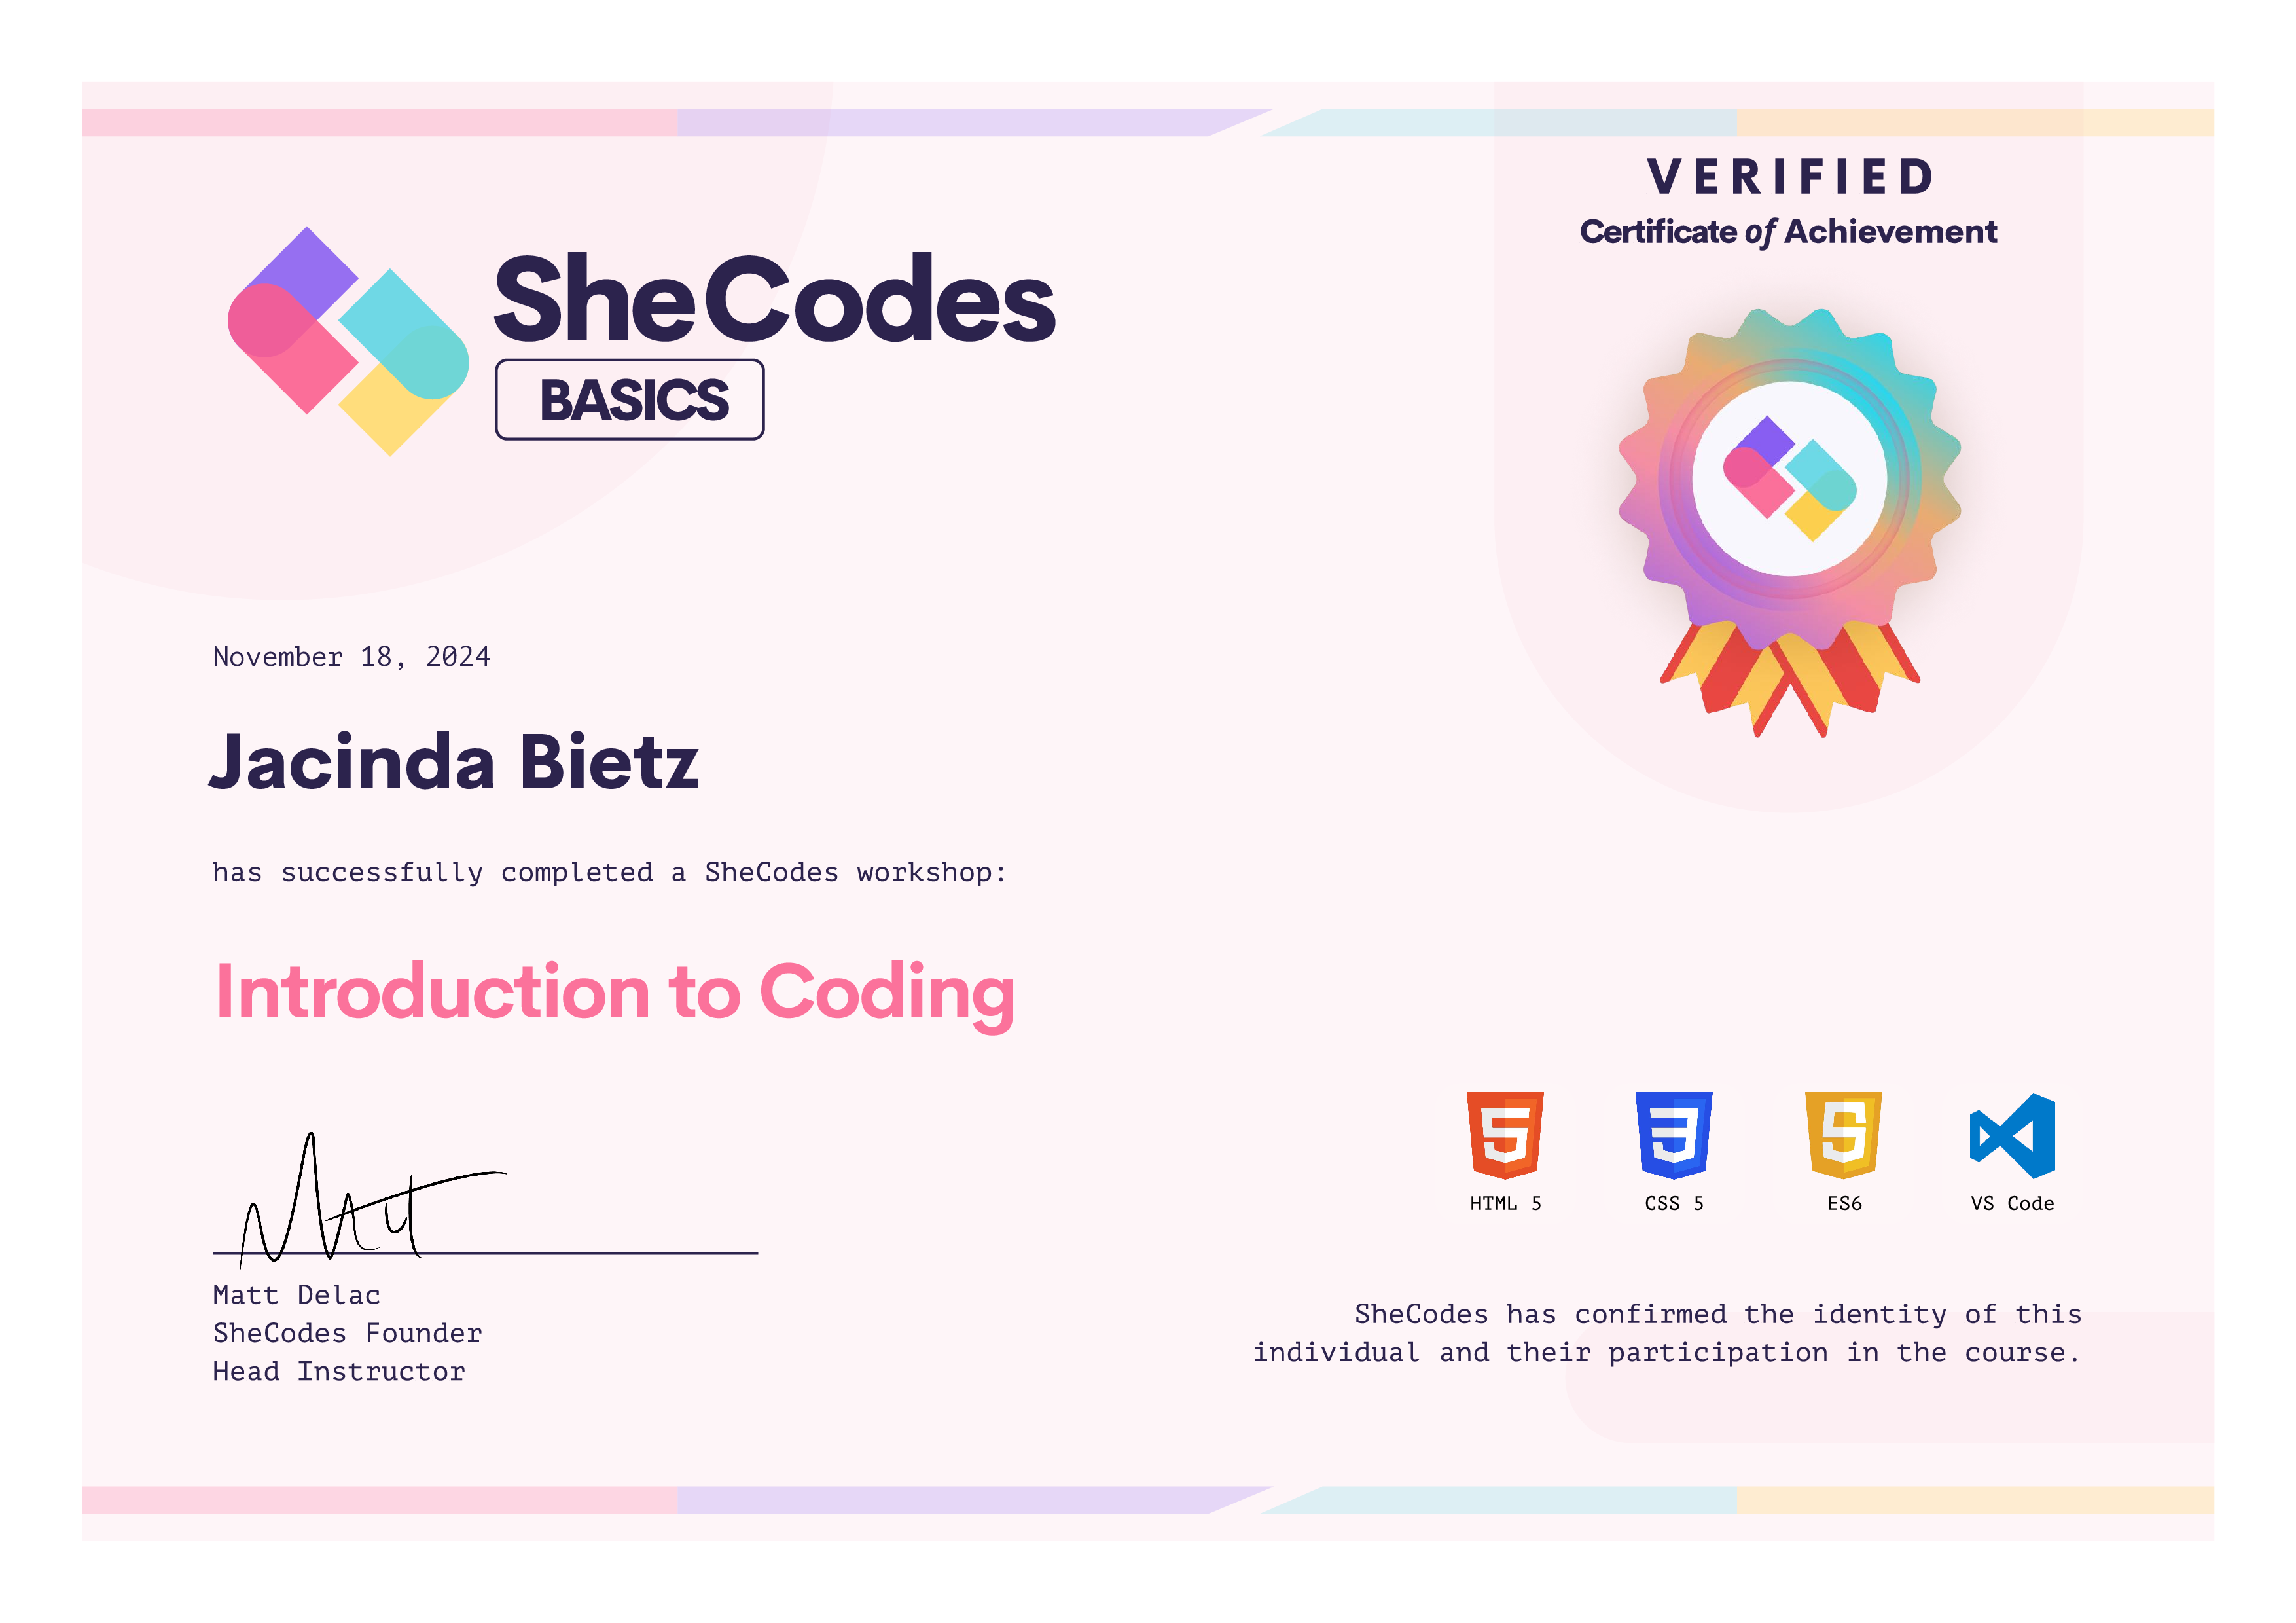 VERIFIED
Certificate of Achievement
SheCodes
BASICS
November 18, 2024
Jacinda Bietz
has successfully completed a SheCodes workshop:
Introduction to Coding
HTML 5
CSS 5
ES6
VS Code
Matt
Matt Delac
SheCodes Founder
Head Instructor
SheCodes has confirmed the identity of this
individual and their participation in the course.